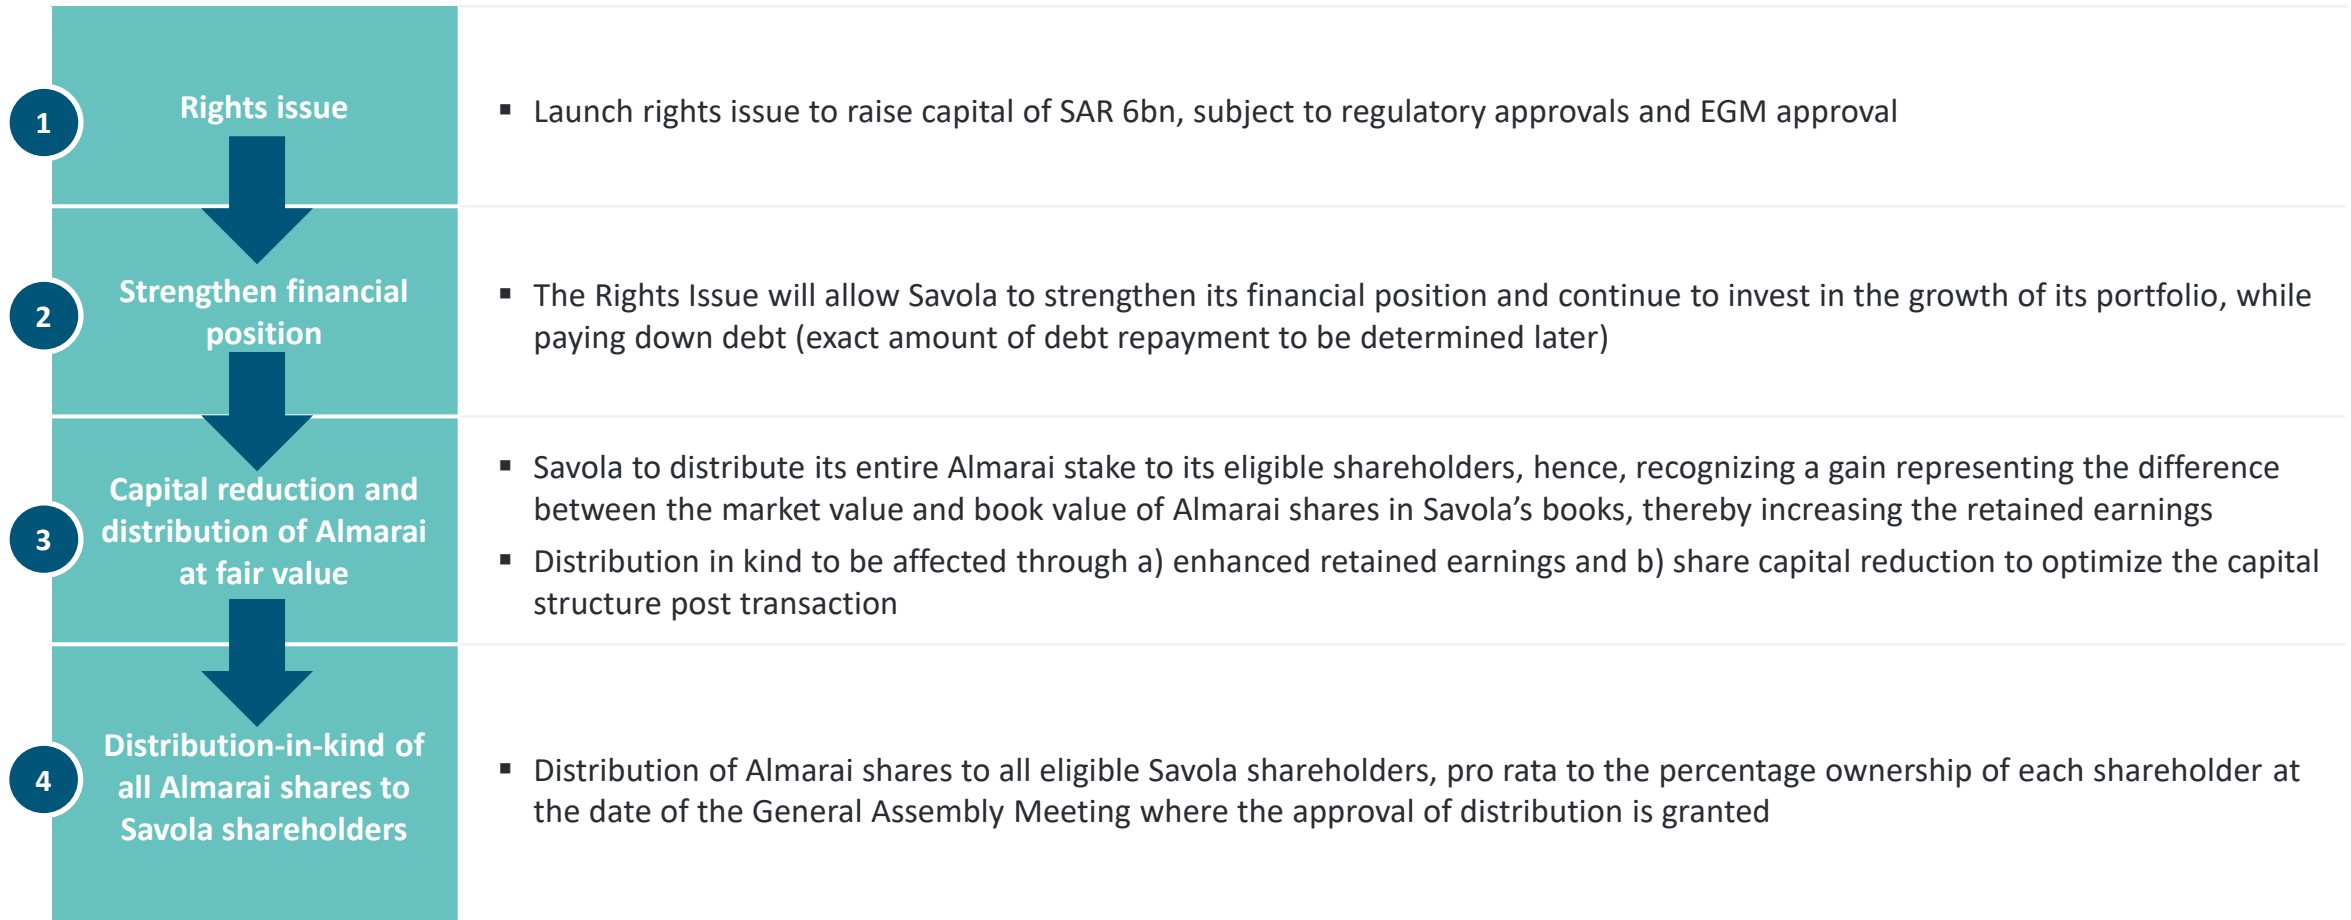 1
Rights issue
▪ Launch rights issue to raise capital of SAR 6bn, subject to regulatory approvals and EGM approval
2
Strengthen financial
position
▪ The Rights Issue will allow Savola to strengthen its financial position and continue to invest in the growth of its portfolio, while
paying down debt (exact amount of debt repayment to be determined later)
3
Capital reduction and
distribution of Almarai
at fair value
▪ Savola to distribute its entire Almarai stake to its eligible shareholders, hence, recognizing a gain representing the difference
between the market value and book value of Almarai shares in Savola’s books, thereby increasing the retained earnings
▪ Distribution in kind to be affected through a) enhanced retained earnings and b) share capital reduction to optimize the capital
structure post transaction
4
Distribution-in-kind of
all Almarai shares to
Savola shareholders
▪ Distribution of Almarai shares to all eligible Savola shareholders, pro rata to the percentage ownership of each shareholder at
the date of the General Assembly Meeting where the approval of distribution is granted